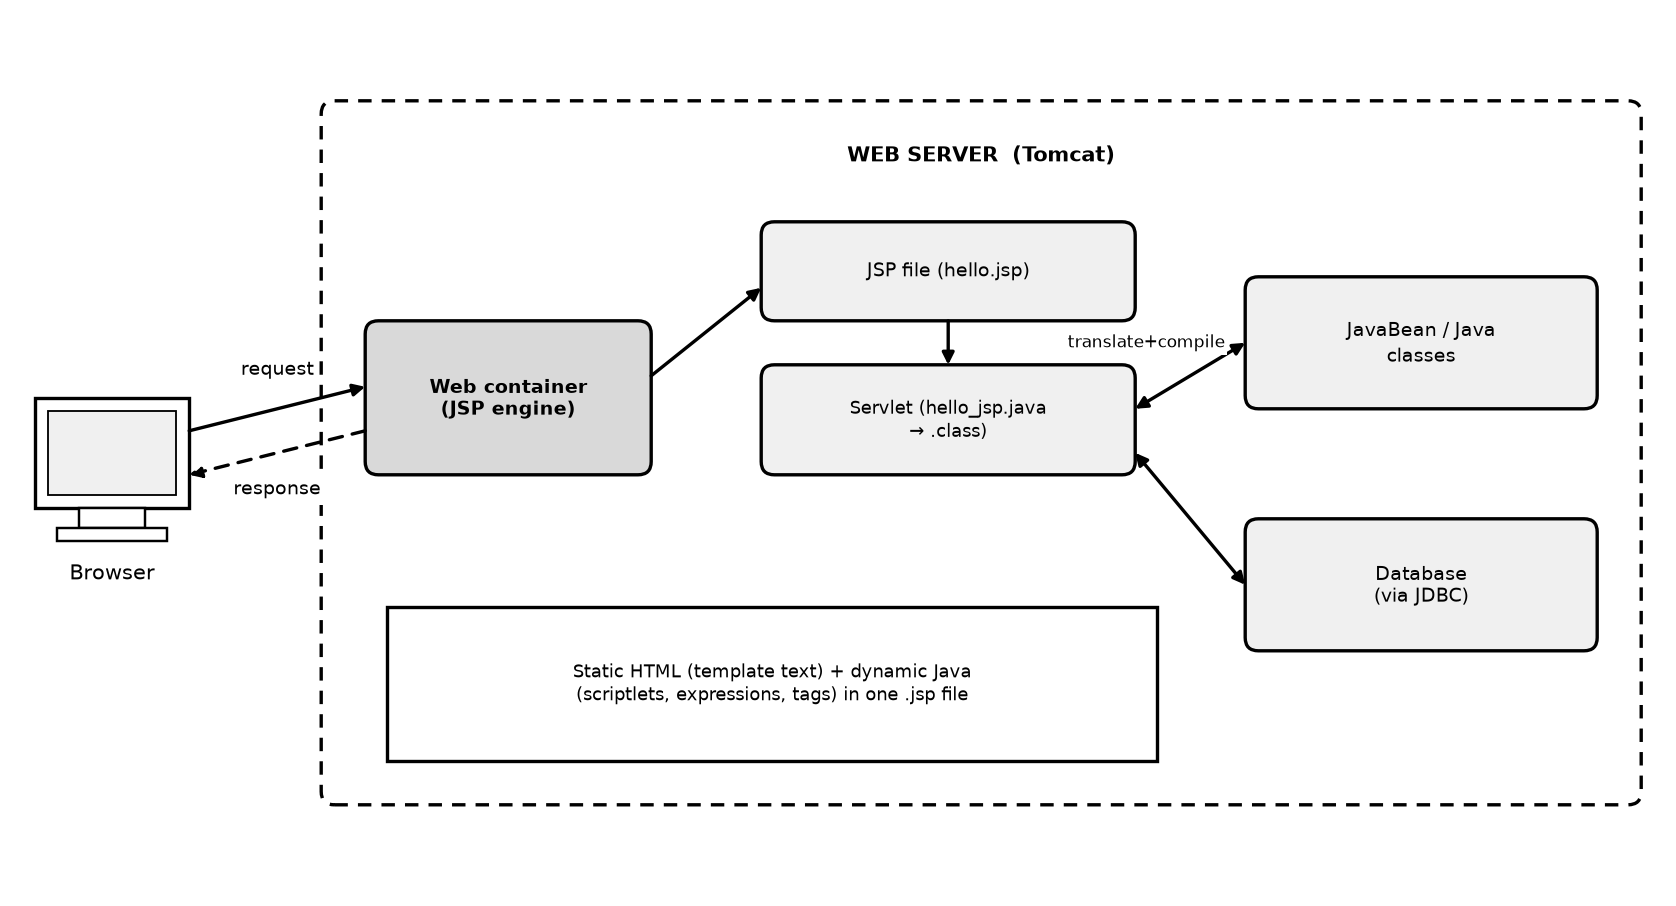 WEB SERVER (Tomcat)
JSP file (hello.jsp)
JavaBean / Java
classes
translate+compile
request
Web container
(JSP engine)
Servlet (hello_jsp.java
→ .class)
response
Browser
Database
(via JDBC)
Static HTML (template text) + dynamic Java
(scriptlets, expressions, tags) in one .jsp file